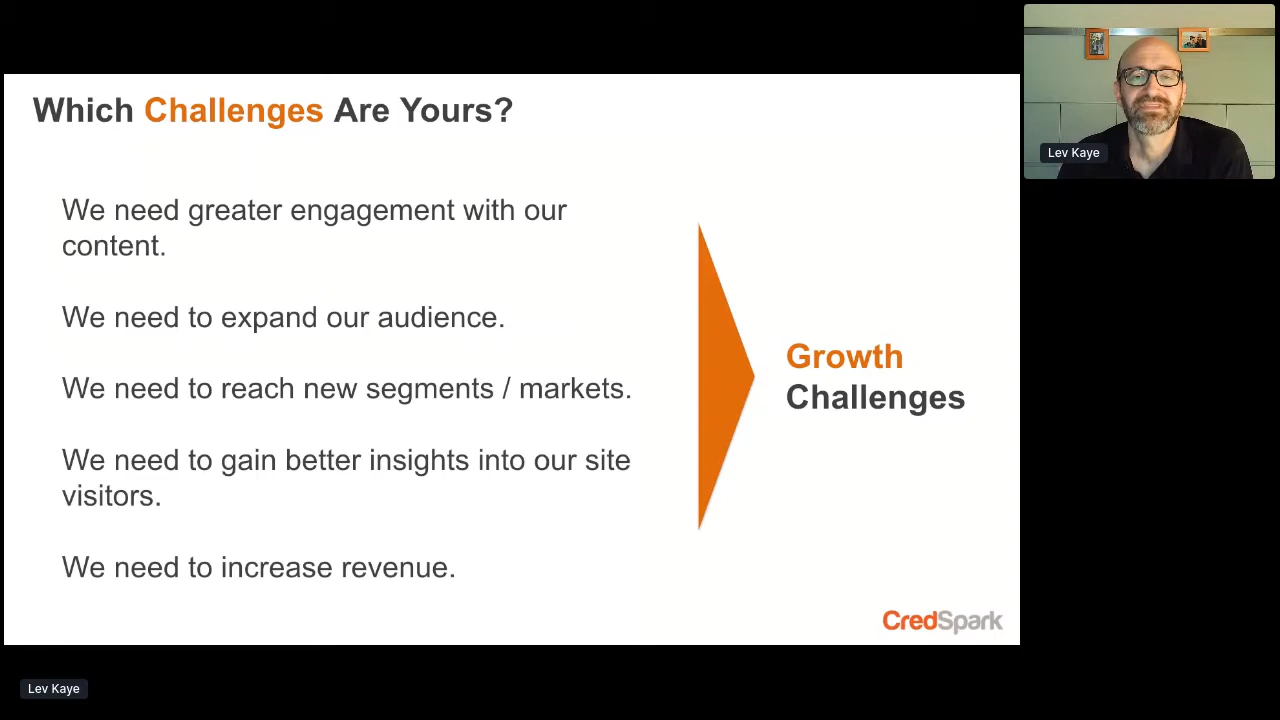 Which Challenges Are Yours?
We need greater engagement with our
content.
We need to expand our audience.
We need to reach new segments / markets.
We need to gain better insights into our site
visitors.
We need to increase revenue.
Growth
Challenges
CredSpark
Lev Kaye
Lev Kaye